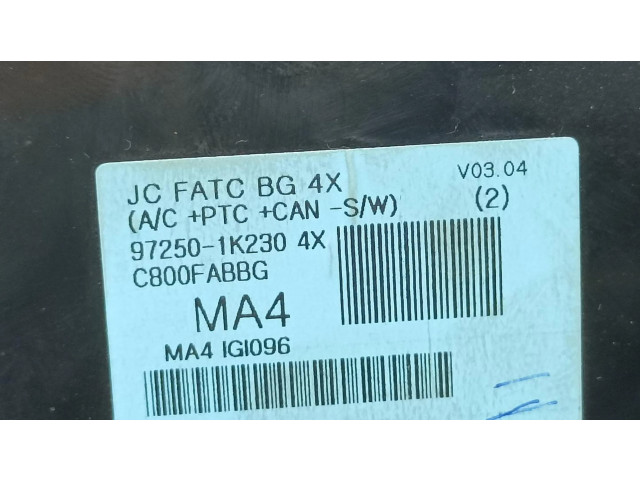 JC FATC BG 4X V03.04
(A/C +PTC +CAN -S/W) (2)
97250-1K230 4X
C800FABBG
MA4
MA4 IGI096